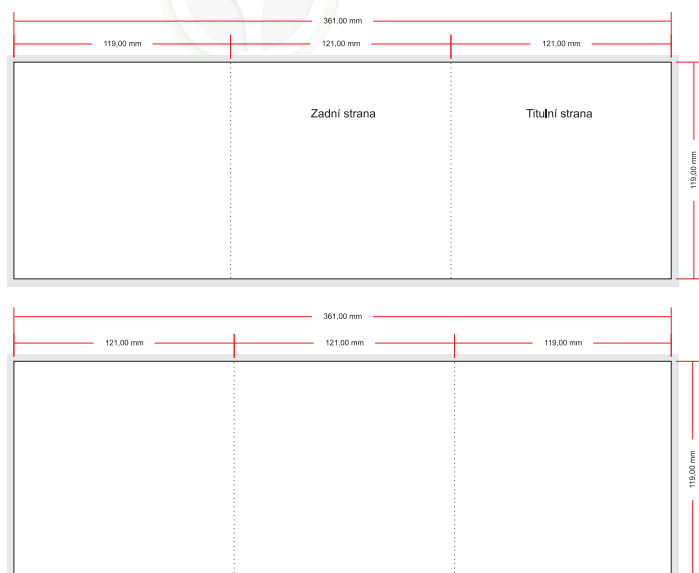 361,00 mm
119,00 mm 121,00 mm 121,00 mm
Zadní strana Titulní strana
119,00 mm
361,00 mm
121,00 mm 121,00 mm 119,00 mm
119,00 mm